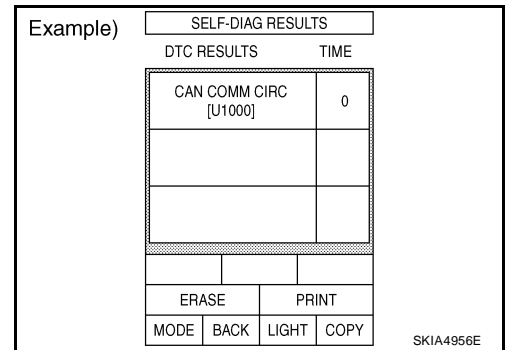 Example)
SELF-DIAG RESULTS
DTC RESULTS TIME
CAN COMM CIRC 0
[U1000]
ERASE PRINT
MODE BACK LIGHT COPY
SKIA4956E